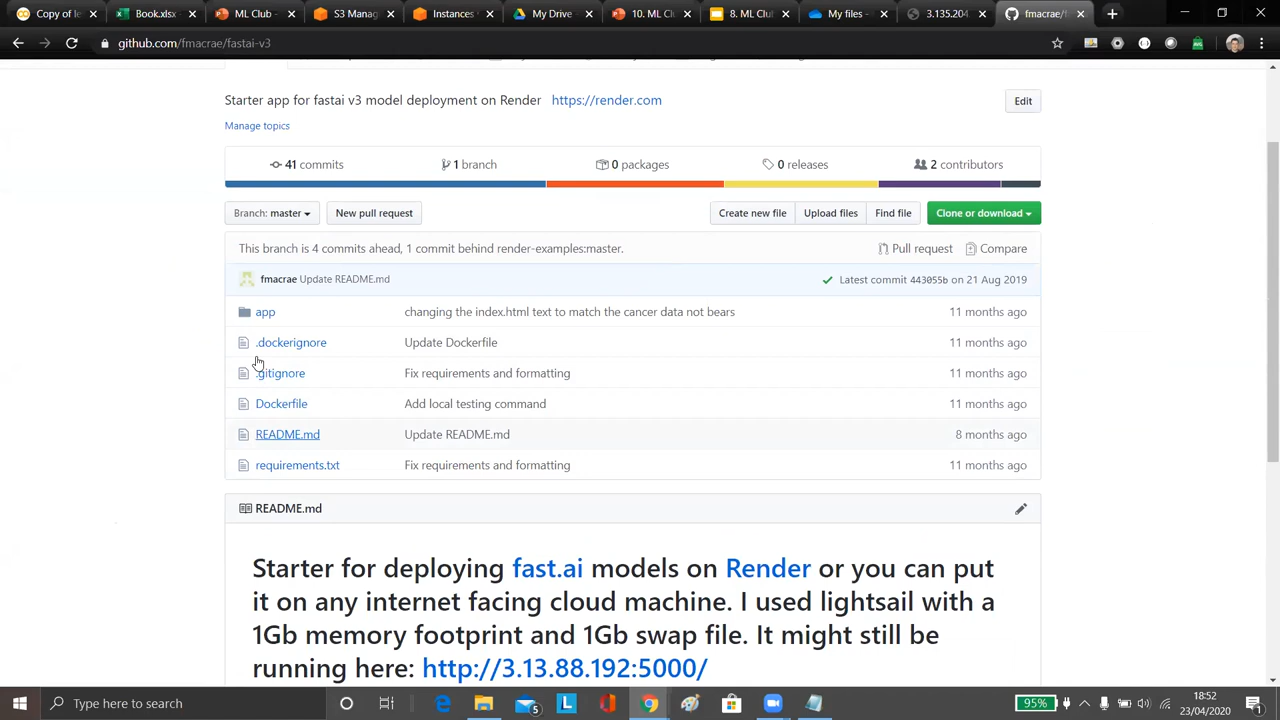 Copy of le
Book.xlsx
ML Club -
S3 Manag
Instances
My Drive
10. ML Clu
8. ML Club
My files -
3.135.204
fmacrae/f
github.com/fmacrae/fastai-v3
Starter app for fastai v3 model deployment on Render https://render.com
Edit
Manage topics
41 commits
1 branch
0 packages
0 releases
2 contributors
Branch: master
New pull request
Create new file
Upload files
Find file
Clone or download
This branch is 4 commits ahead, 1 commit behind render-examples:master.
Pull request
Compare
fmacrae Update README.md
Latest commit 443055b on 21 Aug 2019
app changing the index.html text to match the cancer data not bears 11 months ago
.dockerignore Update Dockerfile 11 months ago
.gitignore Fix requirements and formatting 11 months ago
Dockerfile Add local testing command 11 months ago
README.md Update README.md 8 months ago
requirements.txt Fix requirements and formatting 11 months ago
README.md
Starter for deploying fast.ai models on Render or you can put
it on any internet facing cloud machine. I used lightsail with a
1Gb memory footprint and 1Gb swap file. It might still be
running here: http://3.13.88.192:5000/
Type here to search
5
L
95%
18:52
23/04/2020
1